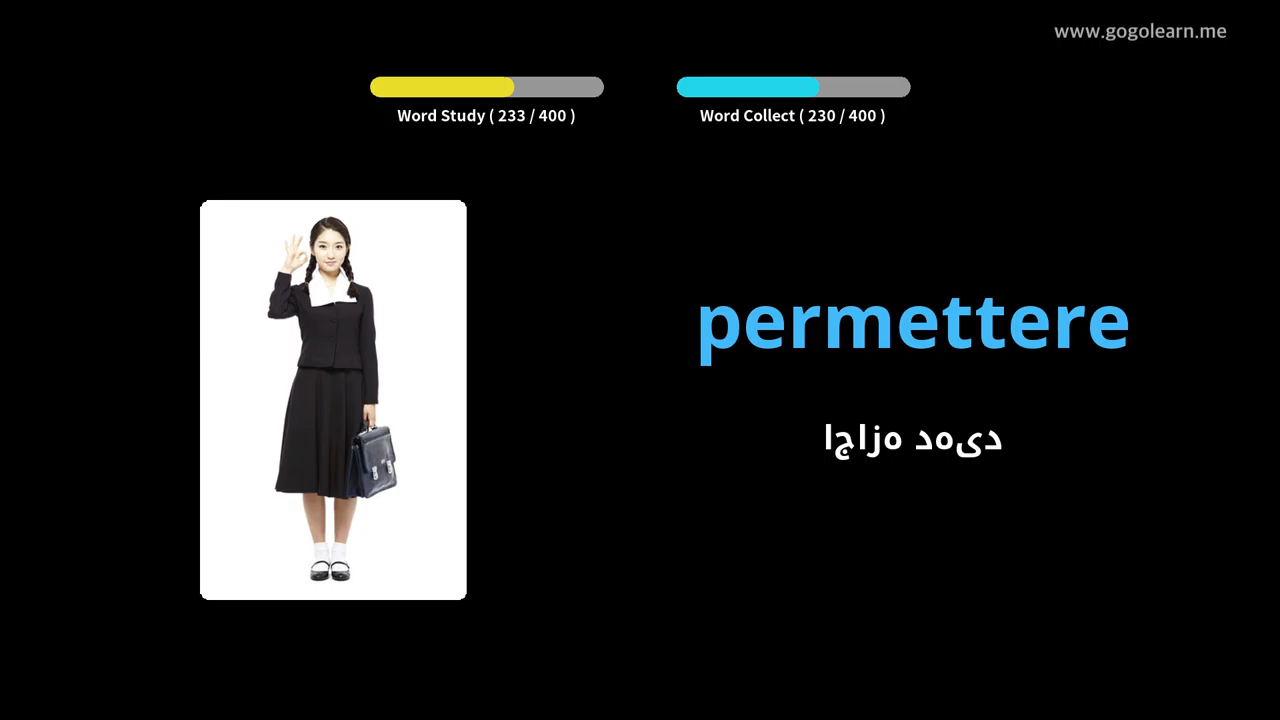 www.gogolearn.me
Word Study ( 233 / 400 )
Word Collect ( 230 / 400 )
permettere
اجازه دهید